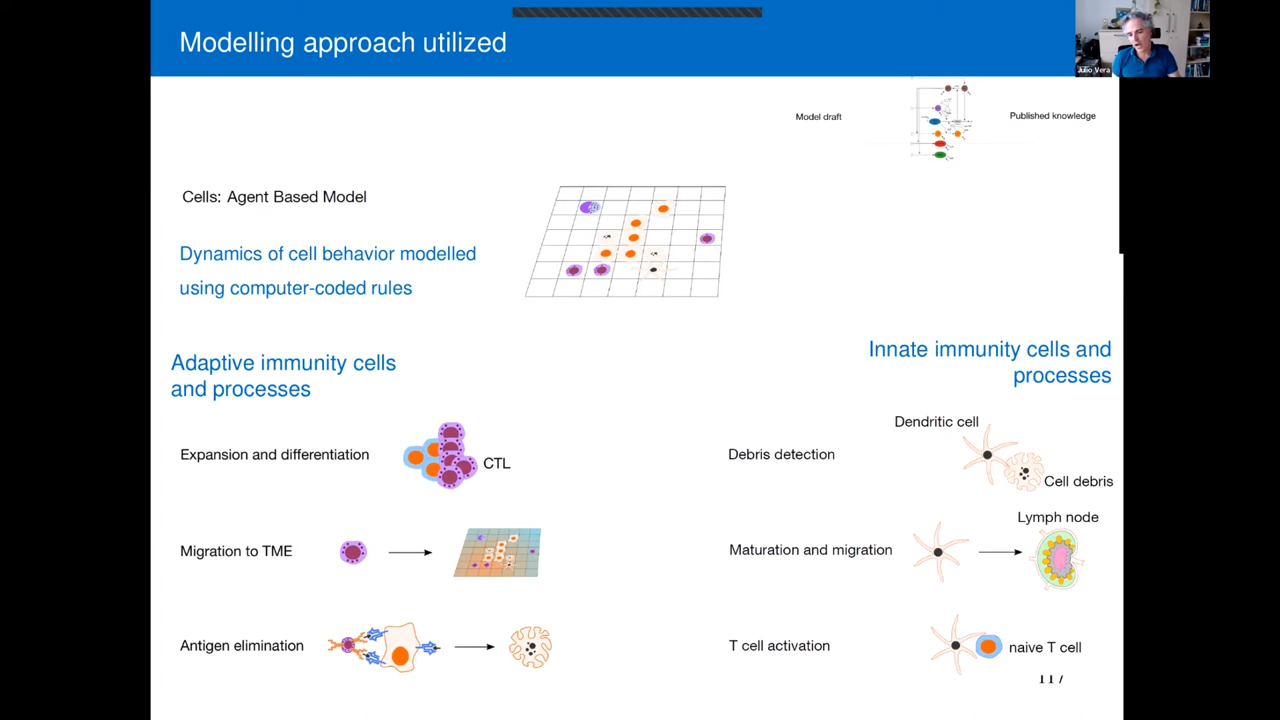 Modelling approach utilized
Julio Vera
Model draft
Published knowledge
Cells: Agent Based Model
Dynamics of cell behavior modelled
using computer-coded rules
Adaptive immunity cells
and processes
Expansion and differentiation
CTL
Migration to TME
Antigen elimination
Innate immunity cells and
processes
Dendritic cell
Debris detection
Cell debris
Lymph node
Maturation and migration
T cell activation
naive T cell